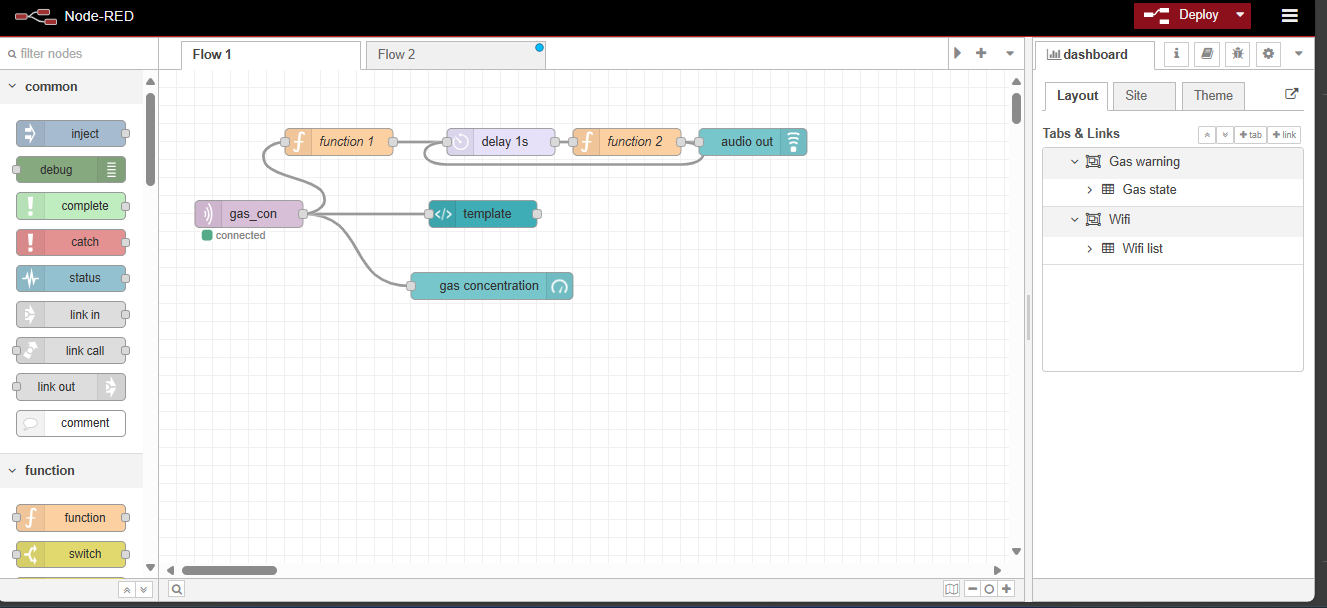 Node-RED
Deploy
filter nodes
Flow 1
Flow 2
dashboard
i
common
inject
debug
complete
catch
status
link in
link call
link out
comment
function
function
switch
function 1
delay 1s
function 2
audio out
gas_con
connected
template
gas concentration
Layout
Site
Theme
Tabs & Links
tab
link
Gas warning
Gas state
Wifi
Wifi list